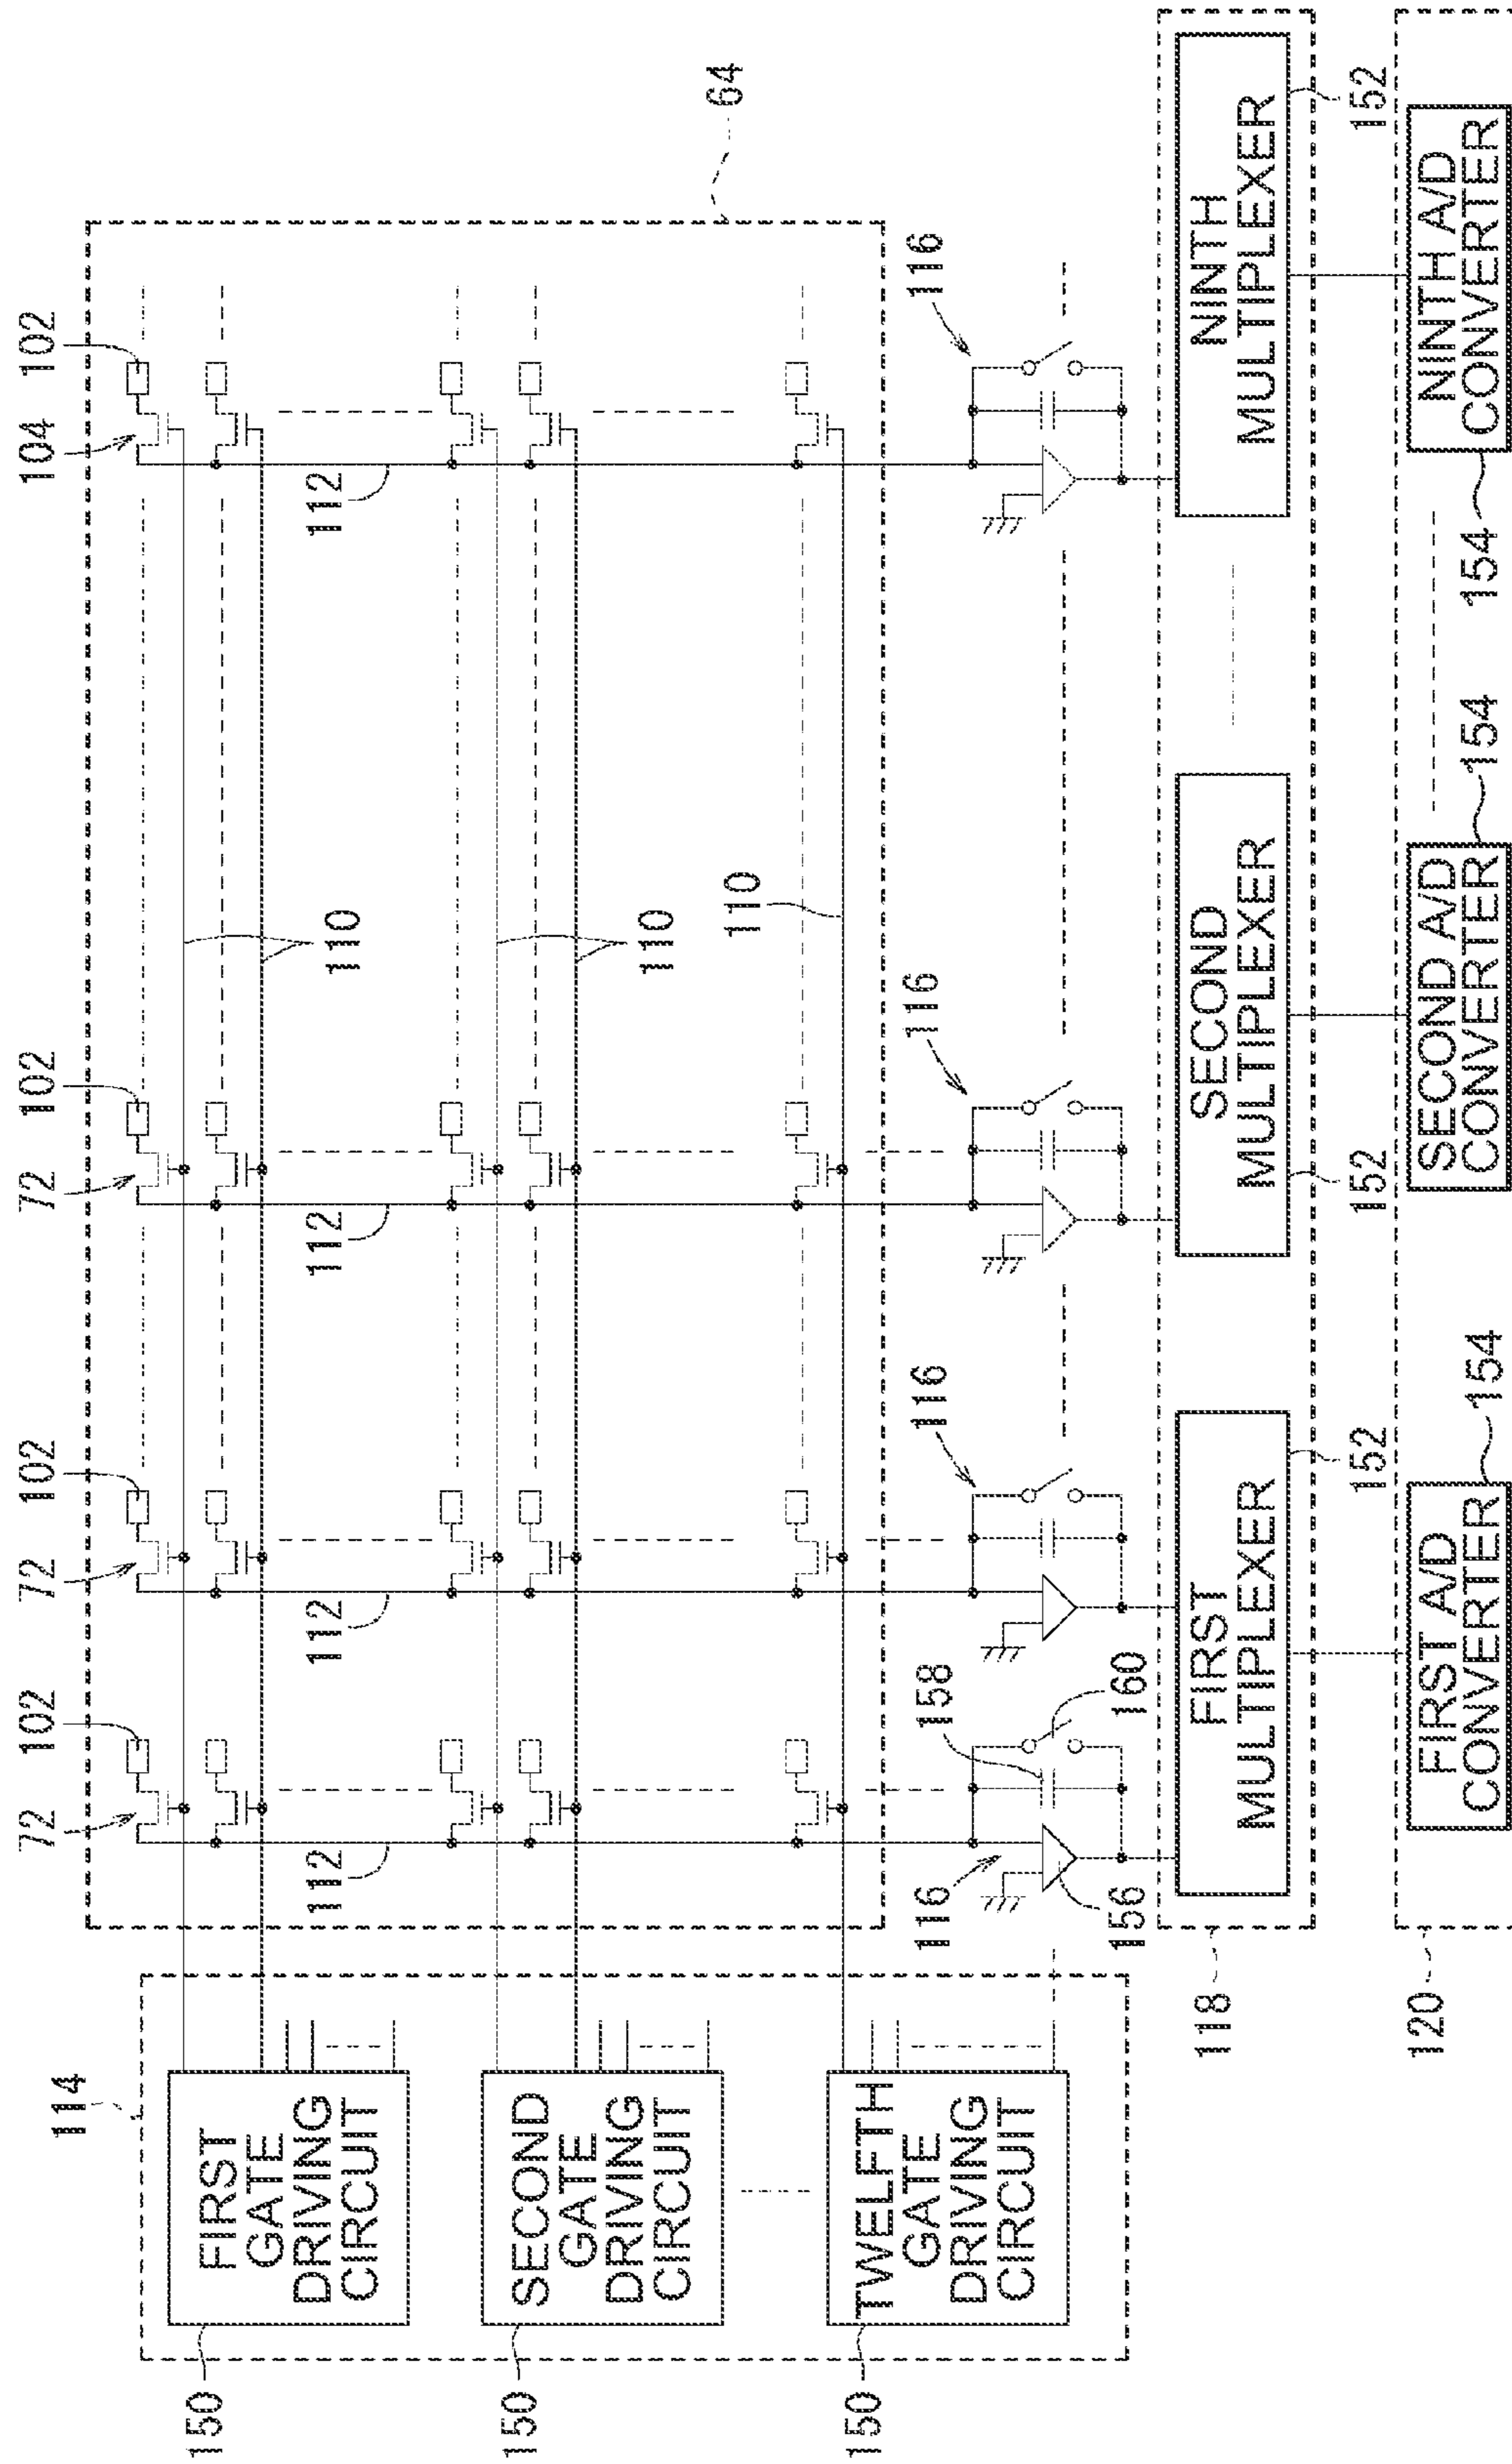 72
102
72
102
72
102
104
102
114
64
150
FIRST
GATE
DRIVING
CIRCUIT
112
112
112
112
110
150
SECOND
GATE
DRIVING
CIRCUIT
110
110
150
TWELFTH
GATE
DRIVING
CIRCUIT
116
158
116
116
116
156
160
118
FIRST
MULTIPLEXER
SECOND
MULTIPLEXER
NINTH
MULTIPLEXER
152
152
152
120
FIRST A/D
CONVERTER
SECOND A/D
CONVERTER
NINTH A/D
CONVERTER
154
154
154